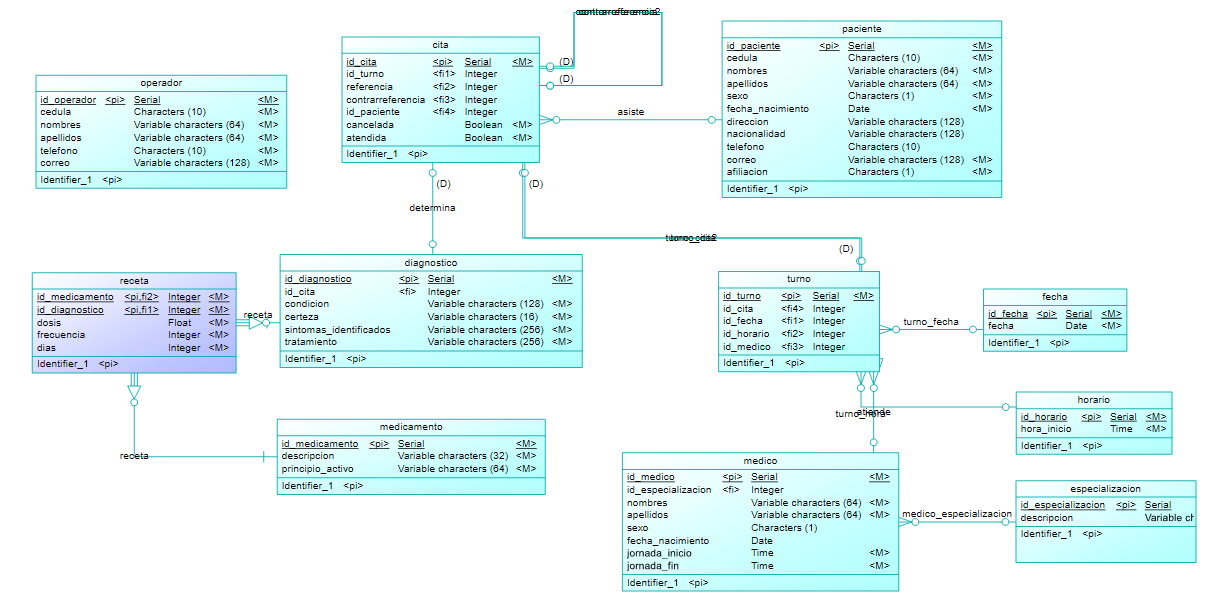 contrarreferencia2
cita
id_cita <pi> Serial <M>
id_turno <fi1> Integer
referencia <fi2> Integer
contrarreferencia <fi3> Integer
id_paciente <fi4> Integer
cancelada Boolean <M>
atendida Boolean <M>
Identifier_1 <pi>
(D)
(D)
paciente
id_paciente <pi> Serial <M>
cedula Characters (10) <M>
nombres Variable characters (64) <M>
apellidos Variable characters (64) <M>
sexo Characters (1) <M>
fecha_nacimiento Date <M>
direccion Variable characters (128)
nacionalidad Variable characters (128)
telefono Characters (10)
correo Variable characters (128) <M>
afiliacion Characters (1) <M>
Identifier_1 <pi>
operador
id_operador <pi> Serial <M>
cedula Characters (10) <M>
nombres Variable characters (64) <M>
apellidos Variable characters (64) <M>
telefono Characters (10) <M>
correo Variable characters (128) <M>
Identifier_1 <pi>
asiste
(D)
(D)
determina
turno_cita2
(D)
diagnostico
id_diagnostico <pi> Serial <M>
id_cita <fi> Integer
condicion Variable characters (128) <M>
certeza Variable characters (16) <M>
sintomas_identificados Variable characters (256) <M>
tratamiento Variable characters (256) <M>
Identifier_1 <pi>
receta
id_medicamento <pi,fi2> Integer <M>
id_diagnostico <pi,fi1> Integer <M>
dosis Float <M>
frecuencia Integer <M>
dias Integer <M>
Identifier_1 <pi>
receta
turno
id_turno <pi> Serial <M>
id_cita <fi4> Integer
id_fecha <fi1> Integer
id_horario <fi2> Integer
id_medico <fi3> Integer
Identifier_1 <pi>
turno_fecha
fecha
id_fecha <pi> Serial <M>
fecha Date <M>
Identifier_1 <pi>
horario
id_horario <pi> Serial <M>
hora_inicio Time <M>
Identifier_1 <pi>
turno_hora
atiende
medicamento
id_medicamento <pi> Serial <M>
descripcion Variable characters (32) <M>
principio_activo Variable characters (64) <M>
Identifier_1 <pi>
receta
medico
id_medico <pi> Serial <M>
id_especializacion <fi> Integer
nombres Variable characters (64) <M>
apellidos Variable characters (64) <M>
sexo Characters (1)
fecha_nacimiento Date
jornada_inicio Time <M>
jornada_fin Time <M>
Identifier_1 <pi>
medico_especializacion
especializacion
id_especializacion <pi> Serial
descripcion Variable ch
Identifier_1 <pi>